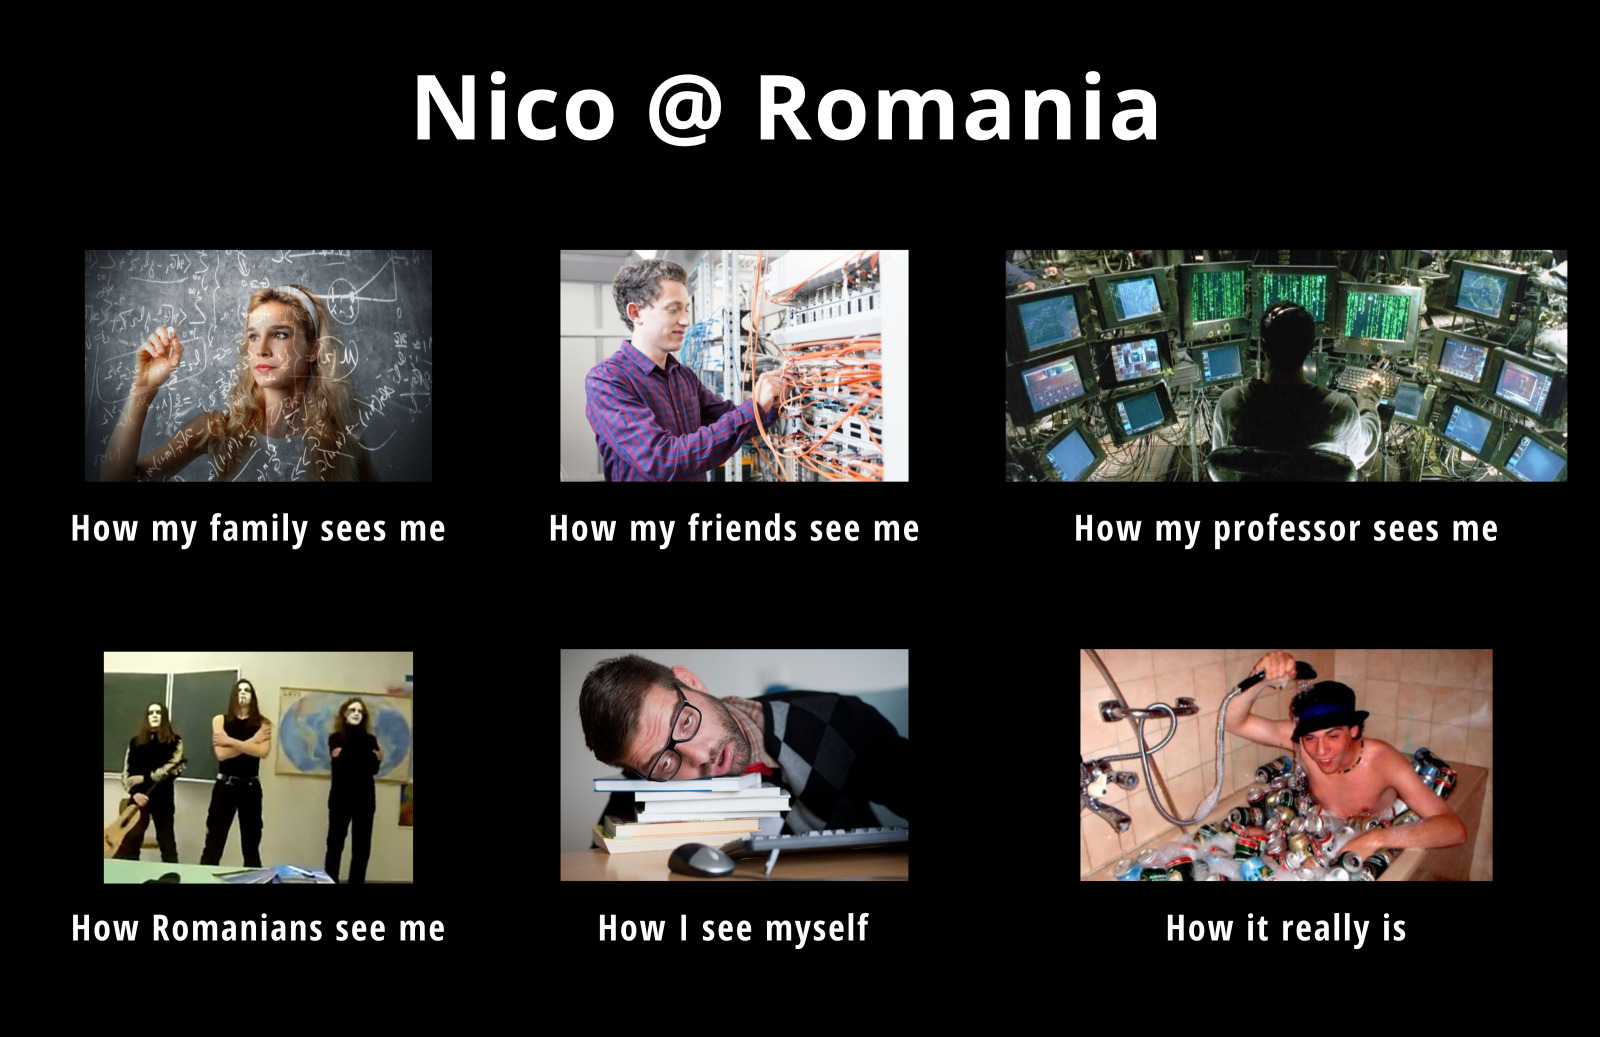 Nico @ Romania
How my family sees me
How my friends see me
How my professor sees me
How Romanians see me
How I see myself
How it really is